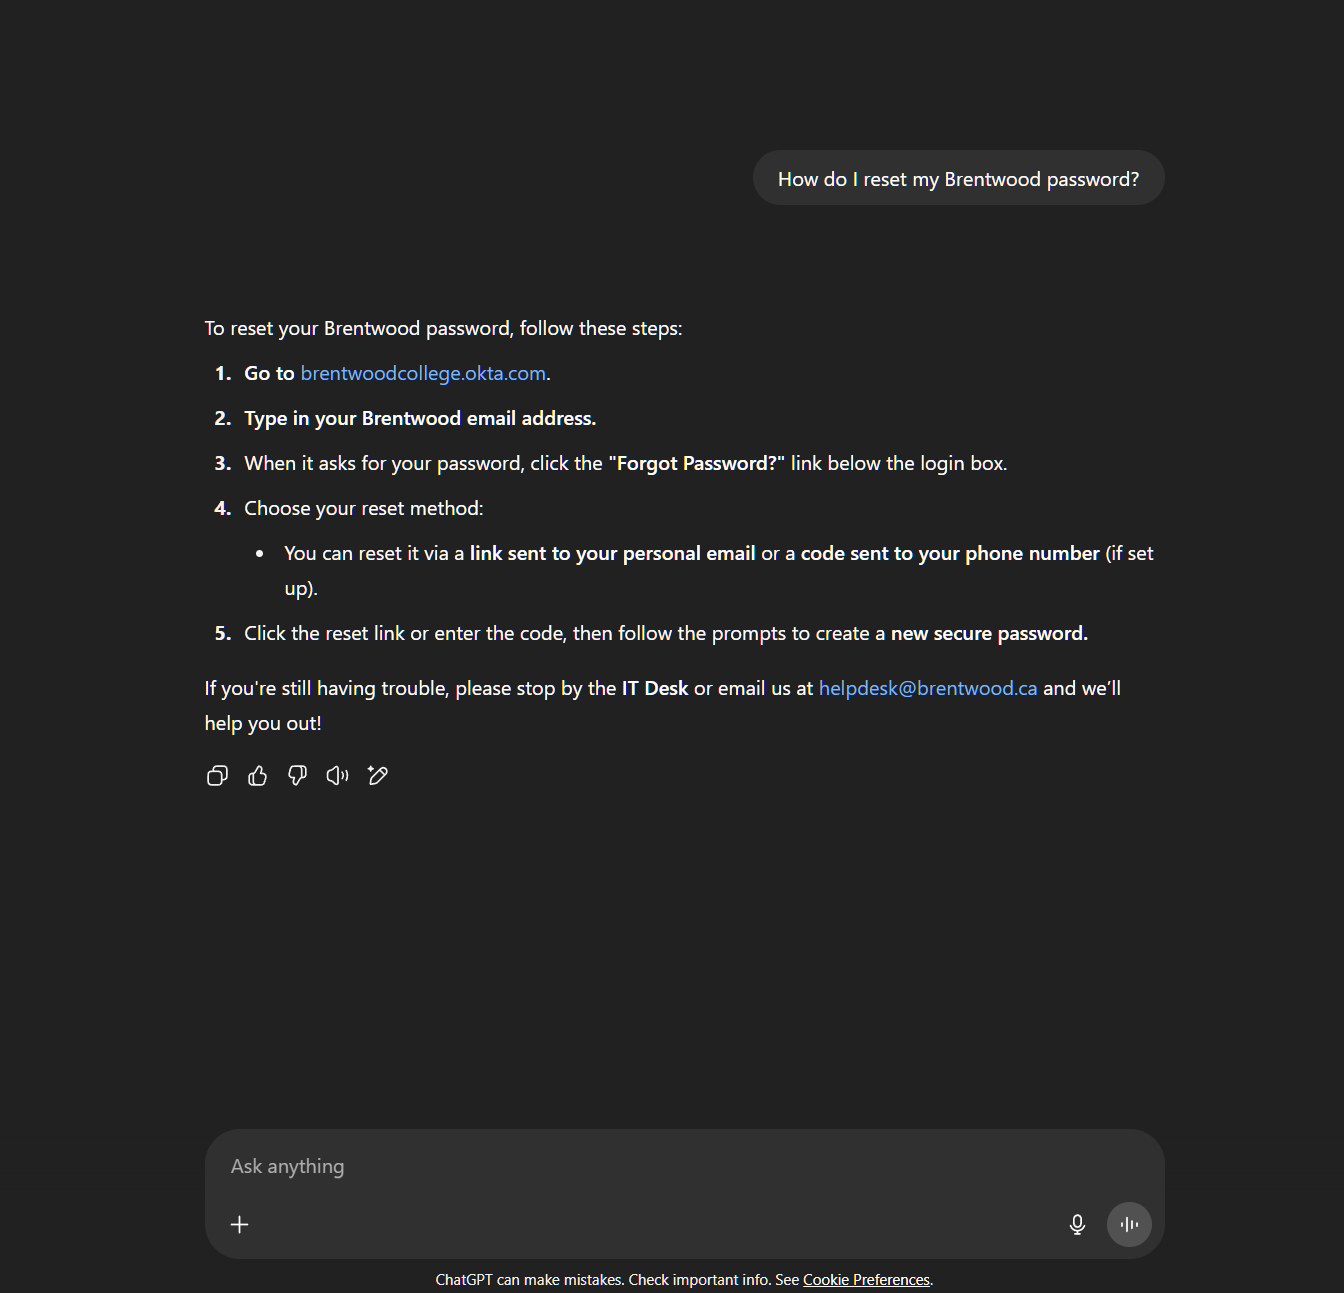 How do I reset my Brentwood password?
To reset your Brentwood password, follow these steps:
1. Go to brentwoodcollege.okta.com.
2. Type in your Brentwood email address.
3. When it asks for your password, click the "Forgot Password?" link below the login box.
4. Choose your reset method:
• You can reset it via a link sent to your personal email or a code sent to your phone number (if set
up).
5. Click the reset link or enter the code, then follow the prompts to create a new secure password.
If you're still having trouble, please stop by the IT Desk or email us at helpdesk@brentwood.ca and we’ll
help you out!
Ask anything
ChatGPT can make mistakes. Check important info. See Cookie Preferences.